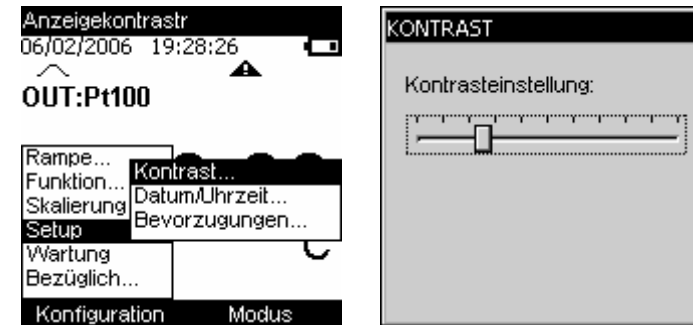 Anzeigekontrastr
06/02/2006 19:28:26
OUT:Pt100
Rampe...
Funktion...
Skalierung
Setup
Wartung
Bezüglich...
Kontrast...
Datum/Uhrzeit...
Bevorzugungen...
Konfiguration Modus
KONTRAST
Kontrasteinstellung: